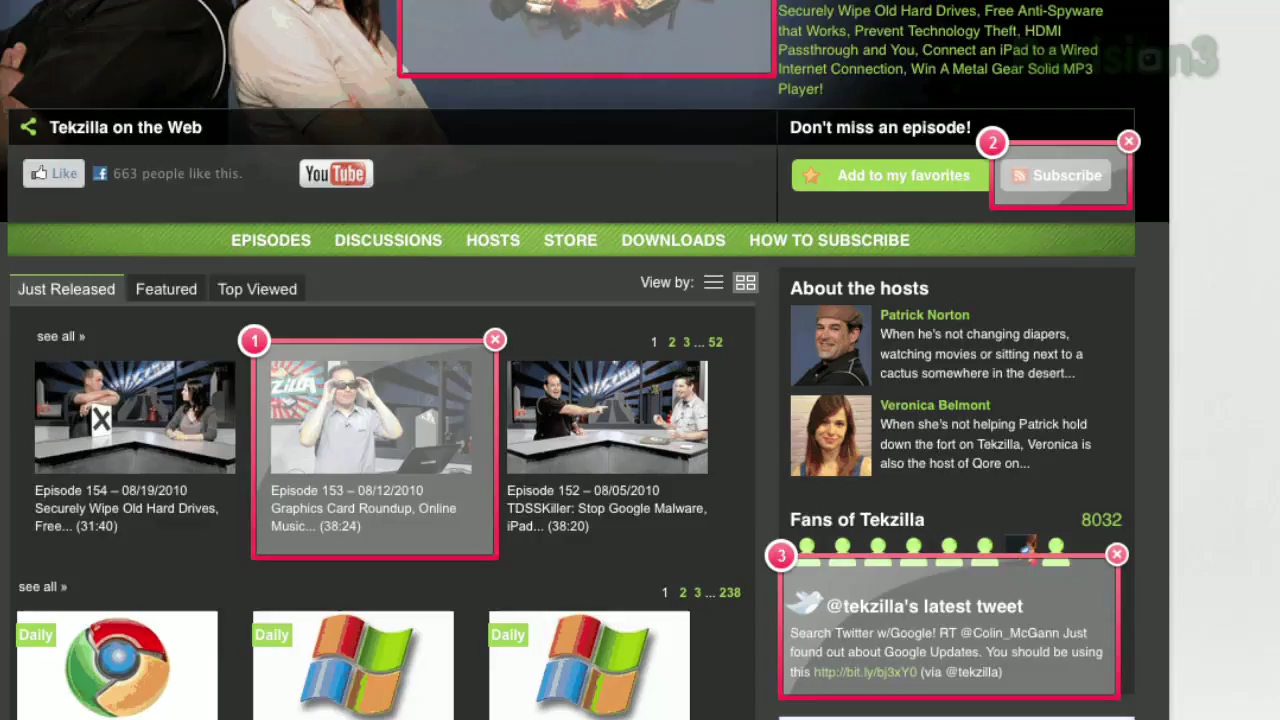 Securely Wipe Old Hard Drives, Free Anti-Spyware
that Works, Prevent Technology Theft, HDMI
Passthrough and You, Connect an iPad to a Wired
Internet Connection, Win A Metal Gear Solid MP3
Player!
Tekzilla on the Web
Don't miss an episode!
2
Like
663 people like this.
YouTube
Add to my favorites
Subscribe
EPISODES DISCUSSIONS HOSTS STORE DOWNLOADS HOW TO SUBSCRIBE
Just Released Featured Top Viewed
View by:
see all »
1
1 2 3 ... 52
X
ZILLA
Episode 154 – 08/19/2010
Securely Wipe Old Hard Drives,
Free... (31:40)
Episode 153 – 08/12/2010
Graphics Card Roundup, Online
Music... (38:24)
Episode 152 – 08/05/2010
TDSSKiller: Stop Google Malware,
iPad... (38:20)
see all »
1 2 3 ... 238
Daily
Daily
Daily
About the hosts
Patrick Norton
When he's not changing diapers,
watching movies or sitting next to a
cactus somewhere in the desert...
Veronica Belmont
When she's not helping Patrick hold
down the fort on Tekzilla, Veronica is
also the host of Qore on...
Fans of Tekzilla 8032
3
@tekzilla's latest tweet
Search Twitter w/Google! RT @Colin_McGann Just
found out about Google Updates. You should be using
this http://bit.ly/bj3xY0 (via @tekzilla)